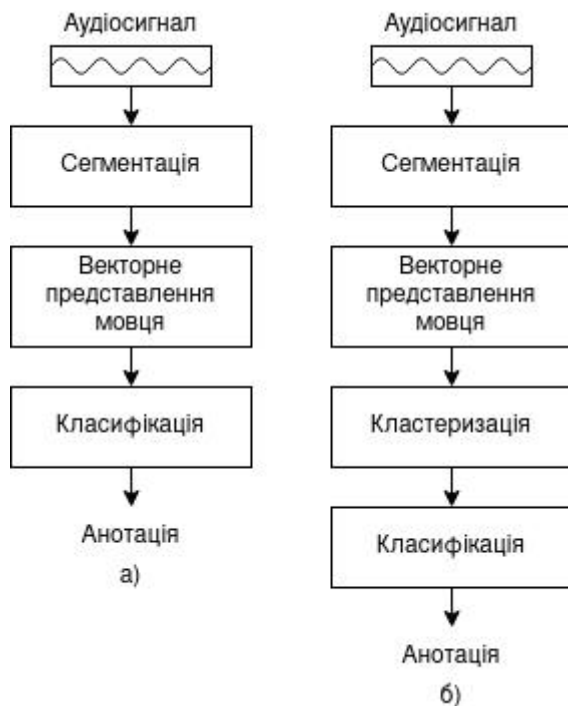 Аудіосигнал
Сегментація
Векторне
представлення
мовця
Класифікація
Анотація
а)
Аудіосигнал
Сегментація
Векторне
представлення
мовця
Кластеризація
Класифікація
Анотація
б)